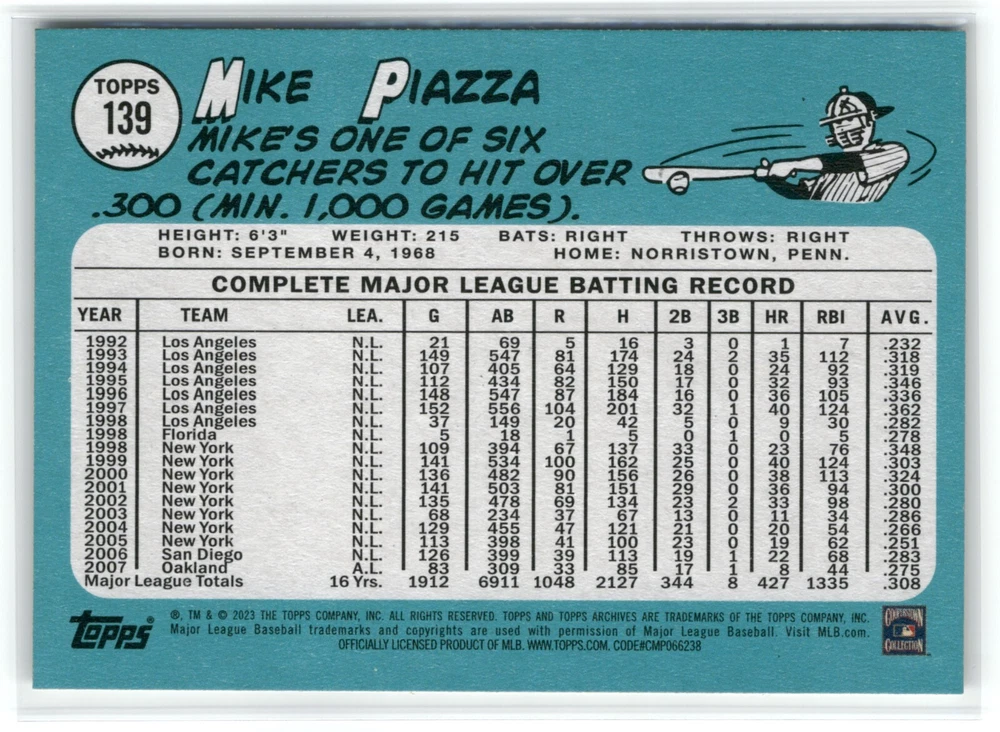 TOPPS
139
MIKE PIAZZA
MIKE'S ONE OF SIX
CATCHERS TO HIT OVER
.300 (MIN. 1,000 GAMES).
HEIGHT: 6'3" WEIGHT: 215 BATS: RIGHT THROWS: RIGHT
BORN: SEPTEMBER 4, 1968 HOME: NORRISTOWN, PENN.
COMPLETE MAJOR LEAGUE BATTING RECORD
YEAR TEAM LEA. G AB R H 2B 3B HR RBI AVG.
1992 Los Angeles N.L. 21 69 5 16 3 0 1 7 .232
1993 Los Angeles N.L. 149 547 81 174 24 2 35 112 .318
1994 Los Angeles N.L. 107 405 64 129 18 0 24 92 .319
1995 Los Angeles N.L. 112 434 82 150 17 0 32 93 .346
1996 Los Angeles N.L. 148 547 87 184 16 0 36 105 .336
1997 Los Angeles N.L. 152 556 104 201 32 1 40 124 .362
1998 Los Angeles N.L. 37 149 20 42 5 0 9 30 .282
1998 Florida N.L. 5 18 1 5 0 1 0 5 .278
1998 New York N.L. 109 394 67 137 33 0 23 76 .348
1999 New York N.L. 141 534 100 162 25 0 40 124 .303
2000 New York N.L. 136 482 90 156 26 0 38 113 .324
2001 New York N.L. 141 503 81 151 29 0 36 94 .300
2002 New York N.L. 135 478 69 134 23 2 33 98 .280
2003 New York N.L. 68 234 37 67 13 0 11 34 .286
2004 New York N.L. 129 455 47 121 21 0 20 54 .266
2005 New York N.L. 113 398 41 100 23 0 19 62 .251
2006 San Diego N.L. 126 399 39 113 19 1 22 68 .283
2007 Oakland A.L. 83 309 33 85 17 1 8 44 .275
Major League Totals 16 Yrs. 1912 6911 1048 2127 344 8 427 1335 .308
topps®
®, TM & © 2023 THE TOPPS COMPANY, INC. ALL RIGHTS RESERVED. TOPPS AND TOPPS ARCHIVES ARE TRADEMARKS OF THE TOPPS COMPANY, INC.
Major League Baseball trademarks and copyrights are used with permission of Major League Baseball. Visit MLB.com.
OFFICIALLY LICENSED PRODUCT OF MLB. WWW.TOPPS.COM. CODE#CMP066238
COOPERSTOWN
COLLECTION